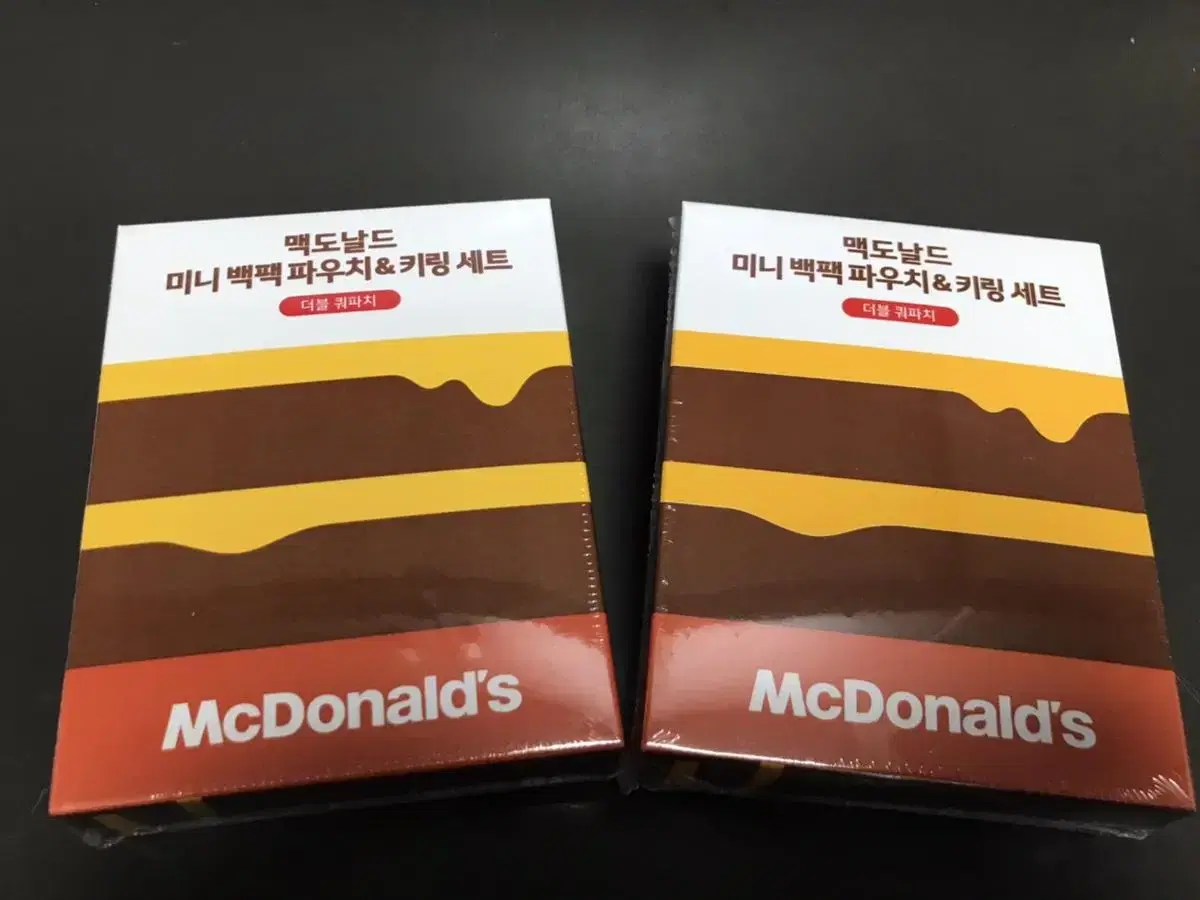 맥도날드
미니 백팩 파우치&키링 세트
더블 쿼파치
McDonald's
맥도날드
미니 백팩 파우치&키링 세트
더블 쿼파치
McDonald's